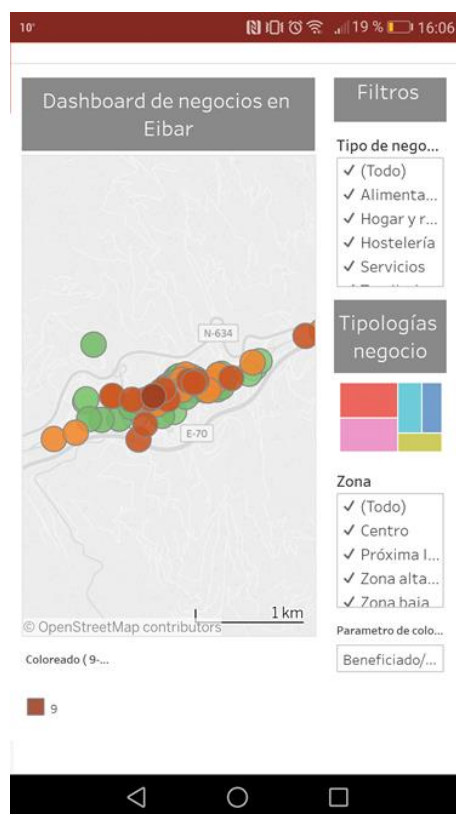 10°
19 % 16:06
Dashboard de negocios en
Eibar
N-634
E-70
1 km
© OpenStreetMap contributors
Coloreado ( 9-...
9
Filtros
Tipo de nego...
(Todo)
Alimenta...
Hogar y r...
Hostelería
Servicios
Tipologías
negocio
Zona
(Todo)
Centro
Próxima I...
Zona alta...
Zona baja
Parametro de colo...
Beneficiado/...